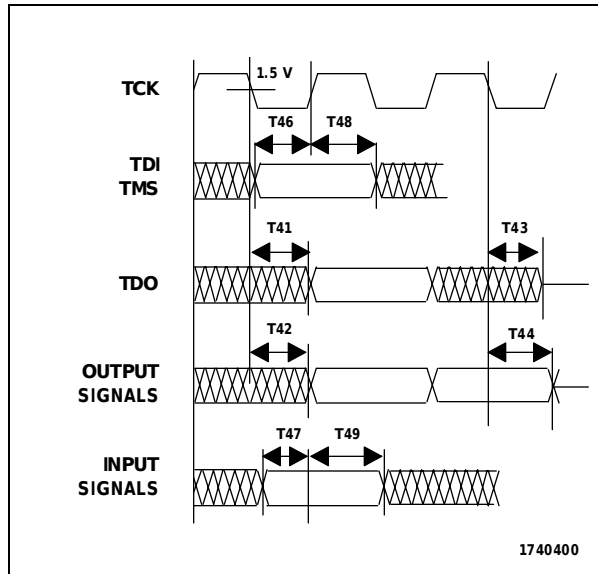 TCK
1.5 V
T46 T48
TDI
TMS
T41 T43
TDO
T42 T44
OUTPUT
SIGNALS
T47 T49
INPUT
SIGNALS
1740400